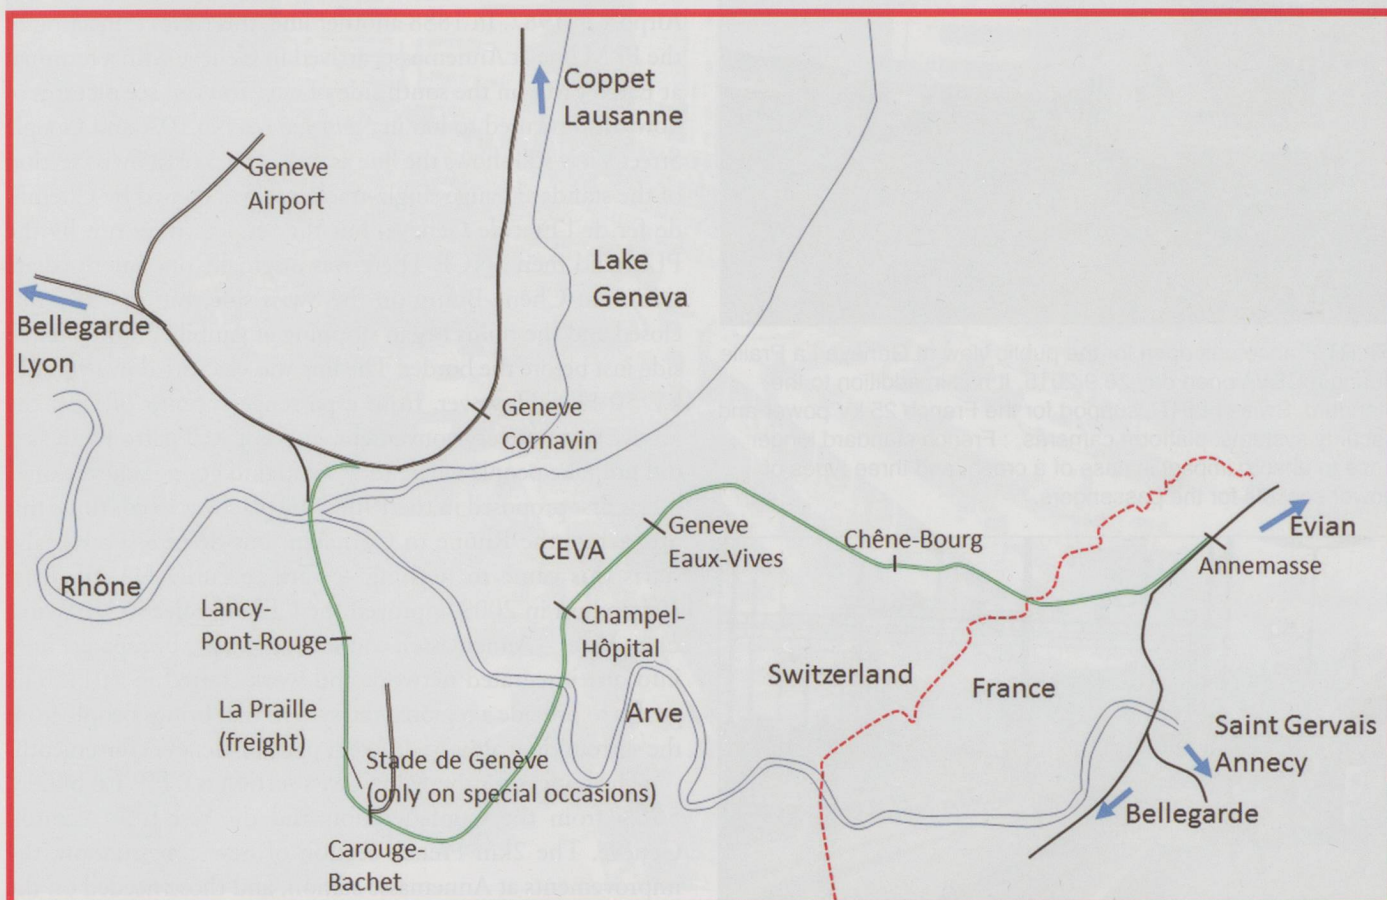 Coppet
Lausanne
Geneve
Airport
Lake
Geneva
Bellegarde
Lyon
Geneve
Cornavin
Rhône
CEVA
Geneve
Eaux-Vives
Chêne-Bourg
Evian
Annemasse
Lancy-
Pont-Rouge
Champel-
Hôpital
Switzerland
France
La Praille
(freight)
Arve
Saint Gervais
Annecy
Stade de Genève
(only on special occasions)
Bellegarde
Carouge-
Bachet